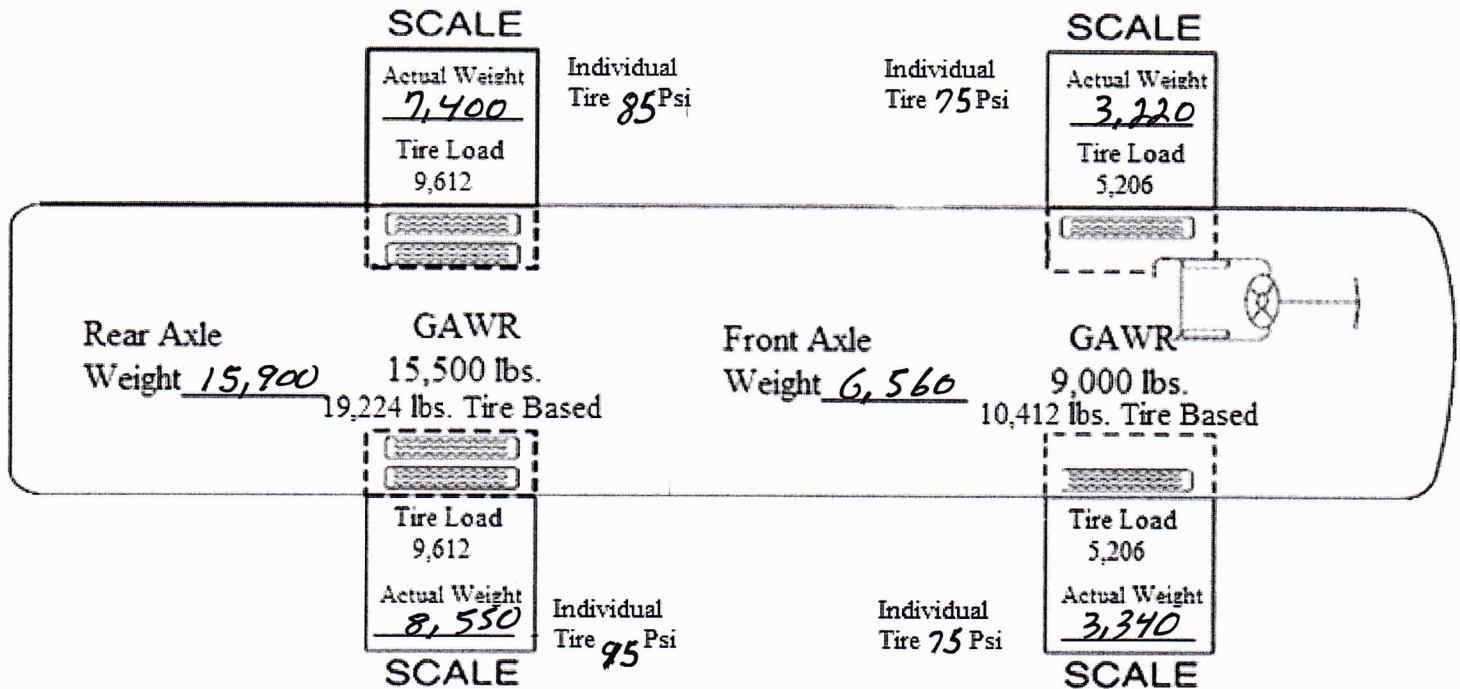 SCALE
Actual Weight
7,400
Tire Load
9,612
Individual
Tire 85 Psi
Individual
Tire 75 Psi
SCALE
Actual Weight
3,220
Tire Load
5,206
Rear Axle
Weight 15,900
GAWR
15,500 lbs.
19,224 lbs. Tire Based
Front Axle
Weight 6,560
GAWR
9,000 lbs.
10,412 lbs. Tire Based
Tire Load
9,612
Actual Weight
8,550
SCALE
Individual
Tire 95 Psi
Individual
Tire 75 Psi
Tire Load
5,206
Actual Weight
3,340
SCALE